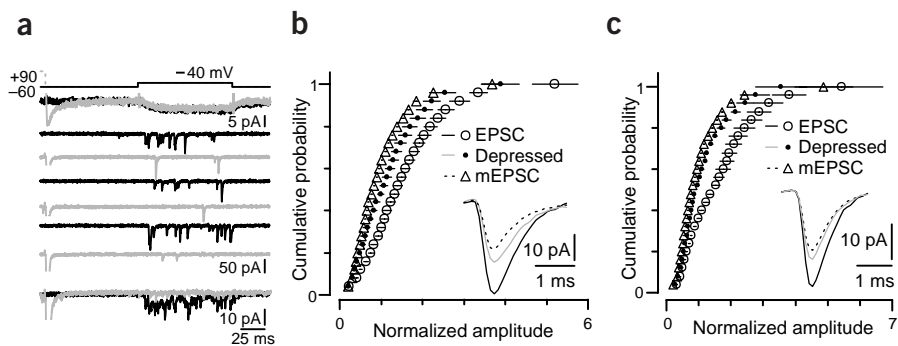 a
+90
−60
−40 mV
5 pA
50 pA
10 pA
25 ms
b
Cumulative probability
1
0
EPSC
Depressed
mEPSC
10 pA
1 ms
0
6
Normalized amplitude
c
Cumulative probability
1
0
EPSC
Depressed
mEPSC
10 pA
1 ms
0
7
Normalized amplitude